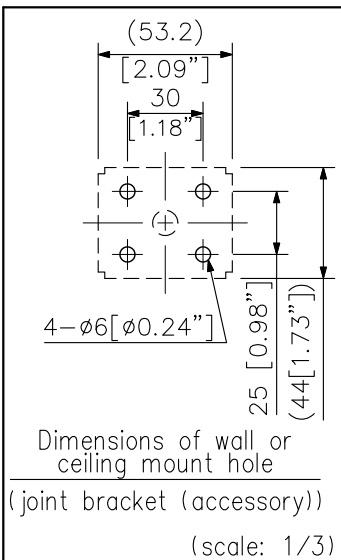 (53.2)
[2.09"]
30
[1.18"]
4-ø6[ø0.24"]
25 [0.98"]
(44[1.73"])
Dimensions of wall or
ceiling mount hole
(joint bracket (accessory))
(scale: 1/3)